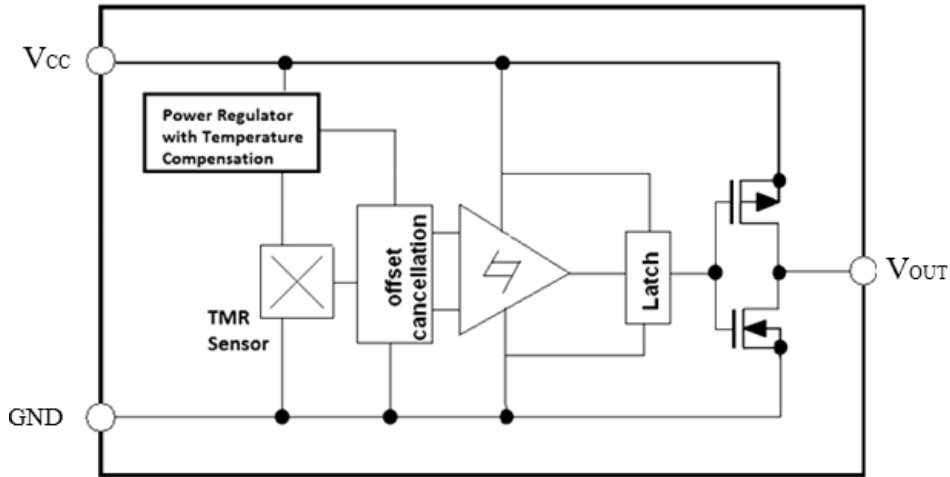 VCC
Power Regulator
with Temperature
Compensation
TMR
Sensor
offset
cancellation
Latch
VOUT
GND